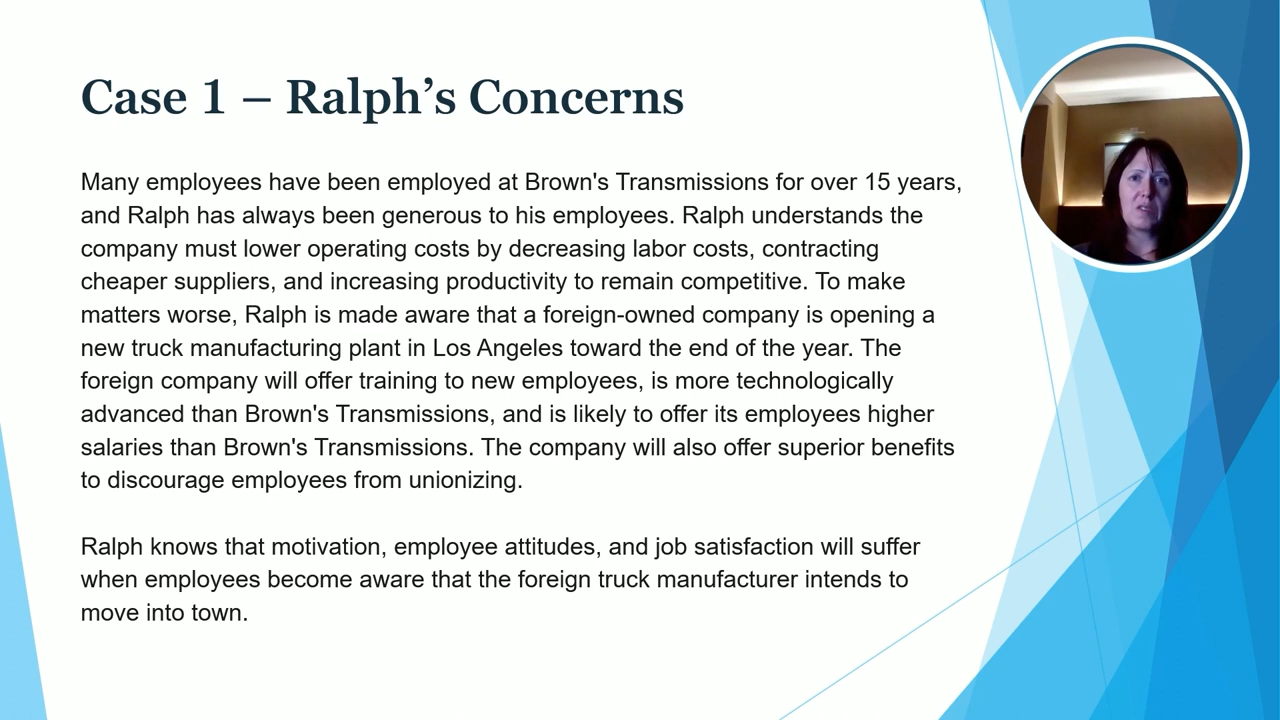 Case 1 – Ralph’s Concerns
Many employees have been employed at Brown's Transmissions for over 15 years,
and Ralph has always been generous to his employees. Ralph understands the
company must lower operating costs by decreasing labor costs, contracting
cheaper suppliers, and increasing productivity to remain competitive. To make
matters worse, Ralph is made aware that a foreign-owned company is opening a
new truck manufacturing plant in Los Angeles toward the end of the year. The
foreign company will offer training to new employees, is more technologically
advanced than Brown's Transmissions, and is likely to offer its employees higher
salaries than Brown's Transmissions. The company will also offer superior benefits
to discourage employees from unionizing.
Ralph knows that motivation, employee attitudes, and job satisfaction will suffer
when employees become aware that the foreign truck manufacturer intends to
move into town.